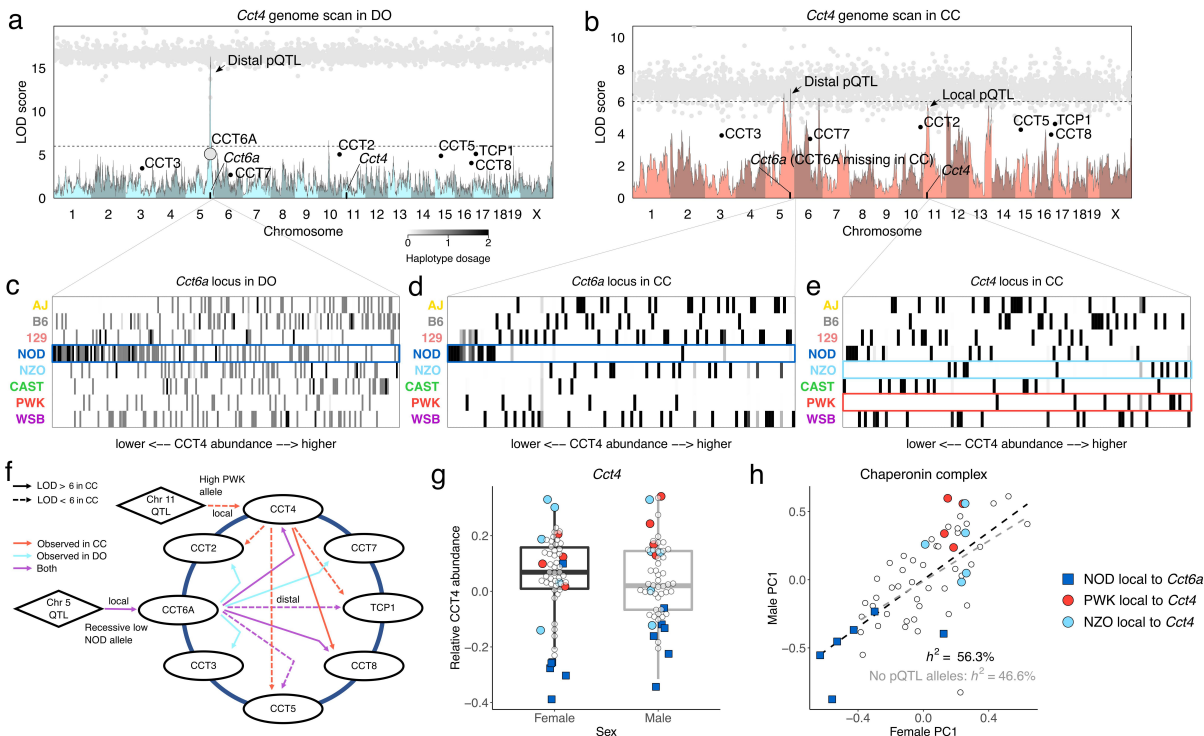 a
Cct4 genome scan in DO
LOD score
15
10
5
0
Distal pQTL
CCT6A
Cct6a
CCT3
CCT7
CCT2
Cct4
CCT5
TCP1
CCT8
1 2 3 4 5 6 7 8 9 10 11 12 13 14 15 16 17 1819 X
Chromosome
0 1 2
Haplotype dosage
b
Cct4 genome scan in CC
LOD score
10
8
6
4
2
0
Distal pQTL
Local pQTL
CCT3
CCT7
CCT2
CCT5
TCP1
CCT8
Cct6a (CCT6A missing in CC)
Cct4
1 2 3 4 5 6 7 8 9 10 11 12 13 14 15 16 17 1819 X
Chromosome
c
Cct6a locus in DO
AJ
B6
129
NOD
NZO
CAST
PWK
WSB
lower <−− CCT4 abundance −−> higher
d
Cct6a locus in CC
AJ
B6
129
NOD
NZO
CAST
PWK
WSB
lower <−− CCT4 abundance −−> higher
e
Cct4 locus in CC
AJ
B6
129
NOD
NZO
CAST
PWK
WSB
lower <−− CCT4 abundance −−> higher
f
LOD > 6 in CC
LOD < 6 in CC
Observed in CC
Observed in DO
Both
Chr 11
QTL
High PWK
allele
local
CCT4
CCT2
CCT7
Chr 5
QTL
local
Recessive low
NOD allele
CCT6A
distal
TCP1
CCT3
CCT8
CCT5
g
Cct4
Relative CCT4 abundance
0.2
0.0
−0.2
−0.4
Female Male
Sex
h
Chaperonin complex
Male PC1
0.5
0.0
−0.5
h² = 56.3%
No pQTL alleles: h² = 46.6%
−0.4 0.0 0.4
Female PC1
NOD local to Cct6a
PWK local to Cct4
NZO local to Cct4